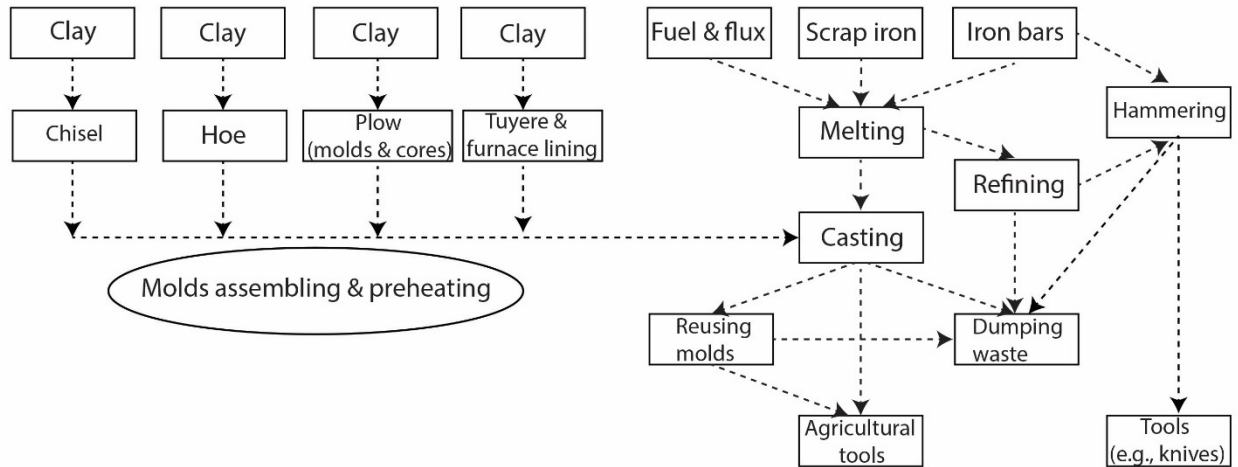 Clay
Clay
Clay
Clay
Fuel & flux
Scrap iron
Iron bars
Chisel
Hoe
Plow
(molds & cores)
Tuyere &
furnace lining
Melting
Hammering
Refining
Casting
Molds assembling & preheating
Reusing
molds
Dumping
waste
Agricultural
tools
Tools
(e.g., knives)